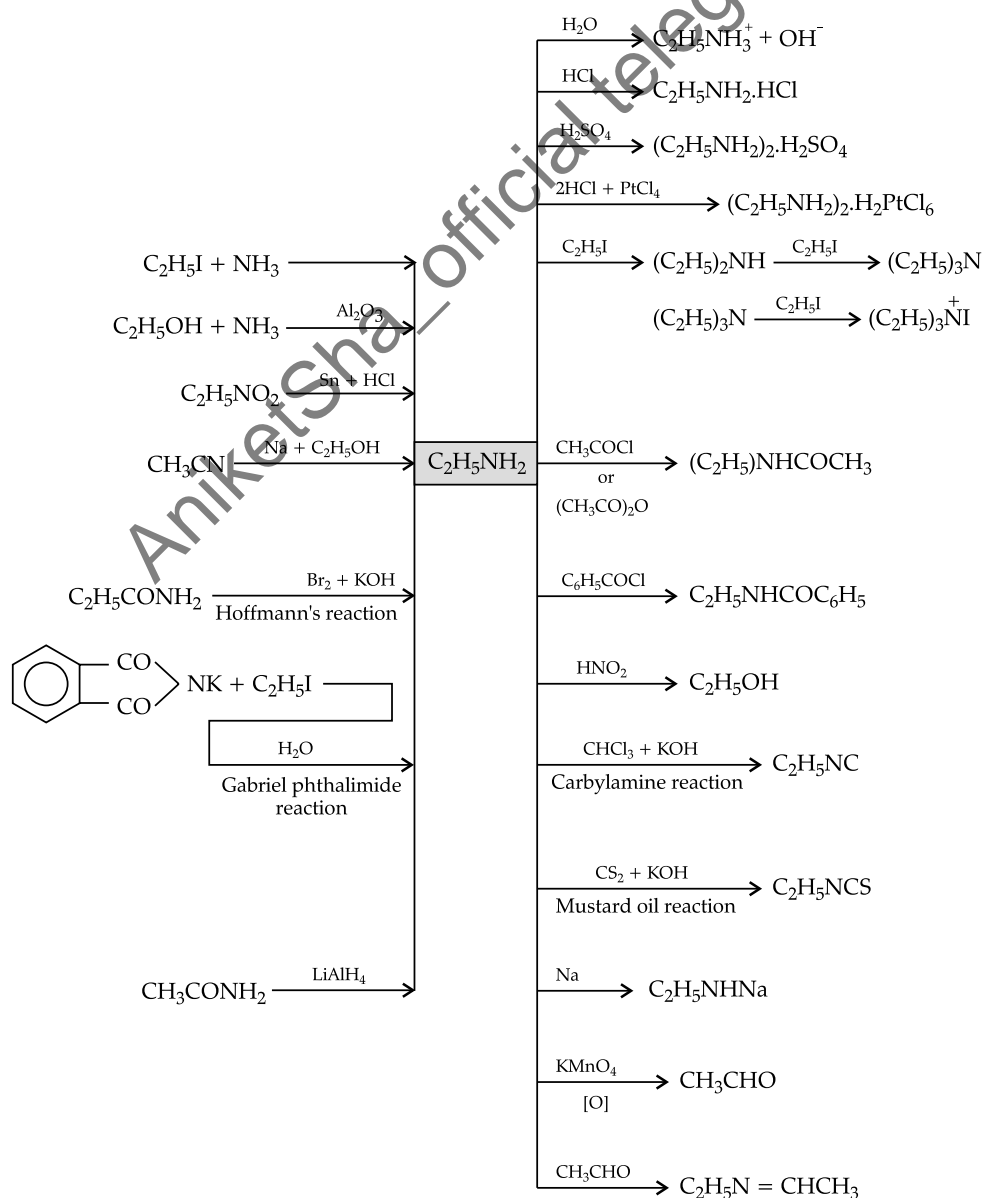 H₂O
C₂H₅NH₃⁺ + OH⁻
HCl
C₂H₅NH₂.HCl
H₂SO₄
(C₂H₅NH₂)₂.H₂SO₄
2HCl + PtCl₄
(C₂H₅NH₂)₂.H₂PtCl₆
C₂H₅I + NH₃
C₂H₅I
(C₂H₅)₂NH
C₂H₅I
(C₂H₅)₃N
C₂H₅OH + NH₃
Al₂O₃
(C₂H₅)₃N
C₂H₅I
(C₂H₅)₃N⁺I
C₂H₅NO₂
Sn + HCl
CH₃CN
Na + C₂H₅OH
C₂H₅NH₂
CH₃COCl
or
(CH₃CO)₂O
(C₂H₅)NHCOCH₃
C₂H₅CONH₂
Br₂ + KOH
Hoffmann's reaction
C₆H₅COCl
C₂H₅NHCOC₆H₅
CO
CO
NK + C₂H₅I
HNO₂
C₂H₅OH
H₂O
Gabriel phthalimide
reaction
CHCl₃ + KOH
Carbylamine reaction
C₂H₅NC
CS₂ + KOH
Mustard oil reaction
C₂H₅NCS
CH₃CONH₂
LiAlH₄
Na
C₂H₅NHNa
KMnO₄
[O]
CH₃CHO
CH₃CHO
C₂H₅N = CHCH₃
AniketSha_official teleg